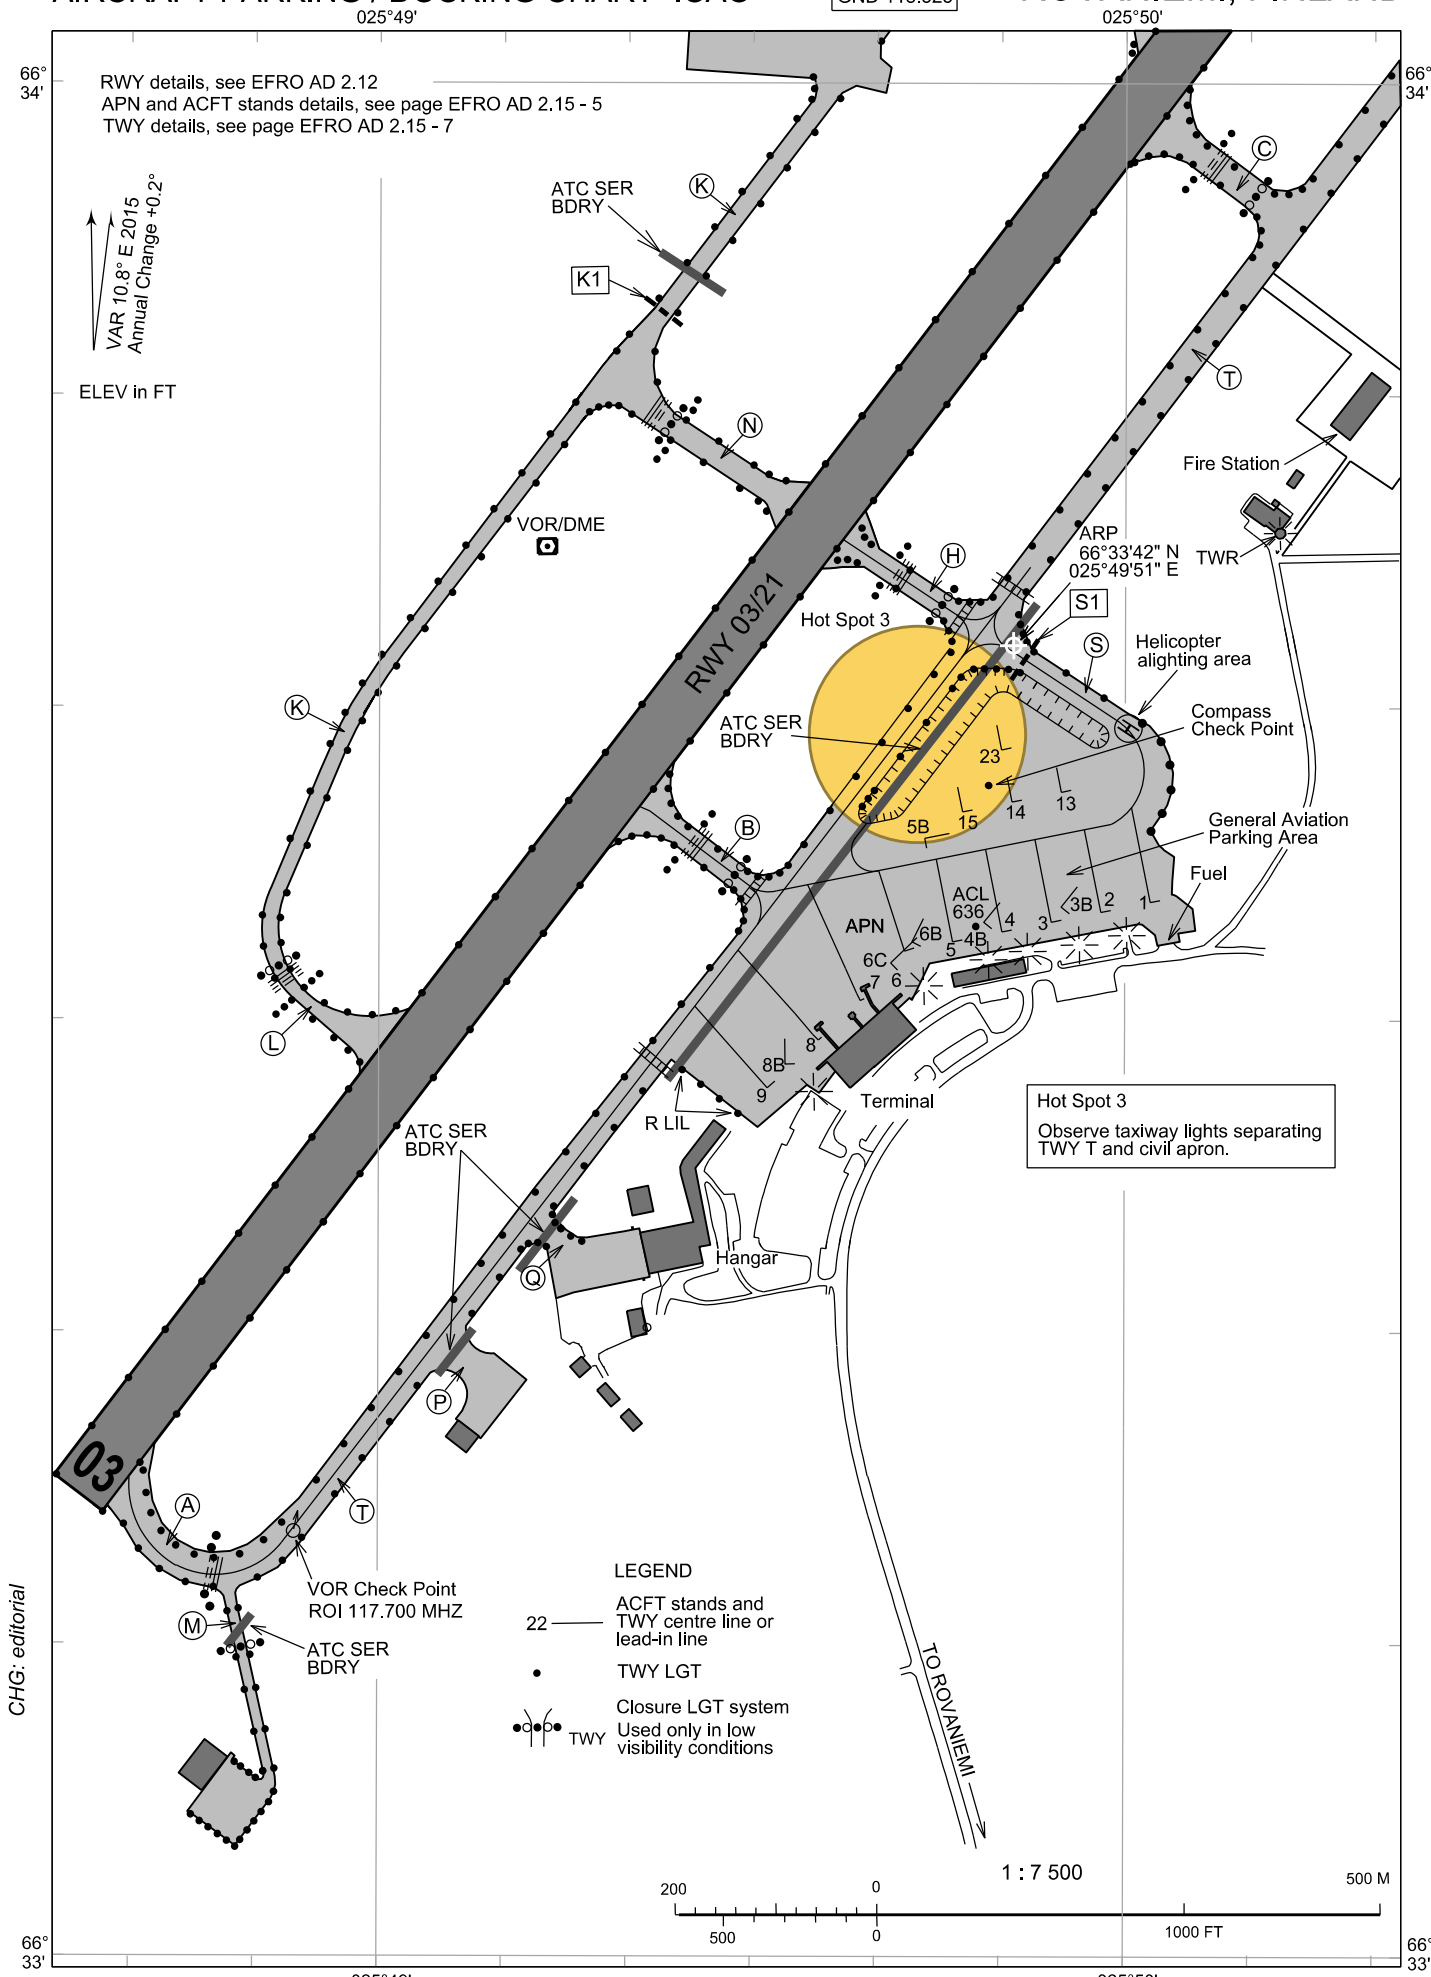 025°49'
025°50'
66°
34'
66°
34'
RWY details, see EFRO AD 2.12
APN and ACFT stands details, see page EFRO AD 2.15 - 5
TWY details, see page EFRO AD 2.15 - 7
VAR 10.8° E 2015
Annual Change +0.2°
ELEV in FT
ATC SER
BDRY
K
K1
C
T
N
Fire Station
VOR/DME
TWR
ARP
66°33'42" N
025°49'51" E
H
S1
Hot Spot 3
S
Helicopter
alighting area
H
RWY 03/21
K
ATC SER
BDRY
Compass
Check Point
23
13
14
15
5B
B
General Aviation
Parking Area
Fuel
ACL
636
APN
6B
6C
7
6
5
4B
4
3
3B
2
1
L
8
8B
9
Terminal
R LIL
ATC SER
BDRY
Hot Spot 3
Observe taxiway lights separating
TWY T and civil apron.
Hangar
Q
P
03
A
T
VOR Check Point
ROI 117.700 MHZ
M
ATC SER
BDRY
LEGEND
22
ACFT stands and
TWY centre line or
lead-in line
TWY LGT
TWY
Closure LGT system
Used only in low
visibility conditions
TO ROVANIEMI
CHG: editorial
1 : 7 500
200
0
500 M
500
0
1000 FT
66°
33'
66°
33'